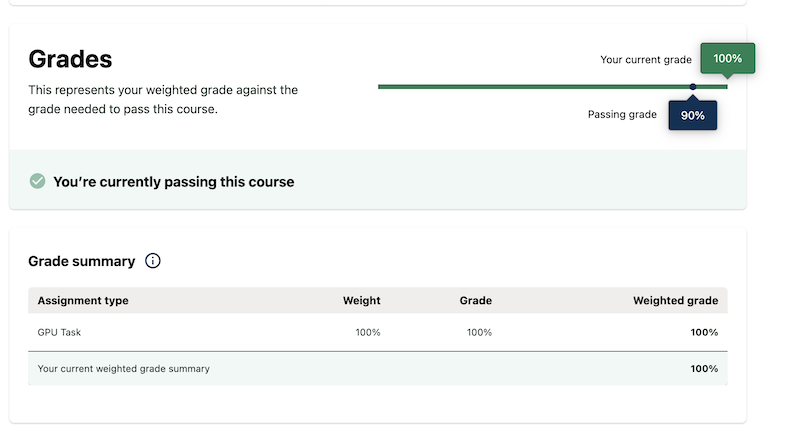 Grades
This represents your weighted grade against the
grade needed to pass this course.
Your current grade
100%
Passing grade
90%
You’re currently passing this course
Grade summary
Assignment type Weight Grade Weighted grade
GPU Task 100% 100% 100%
Your current weighted grade summary 100%